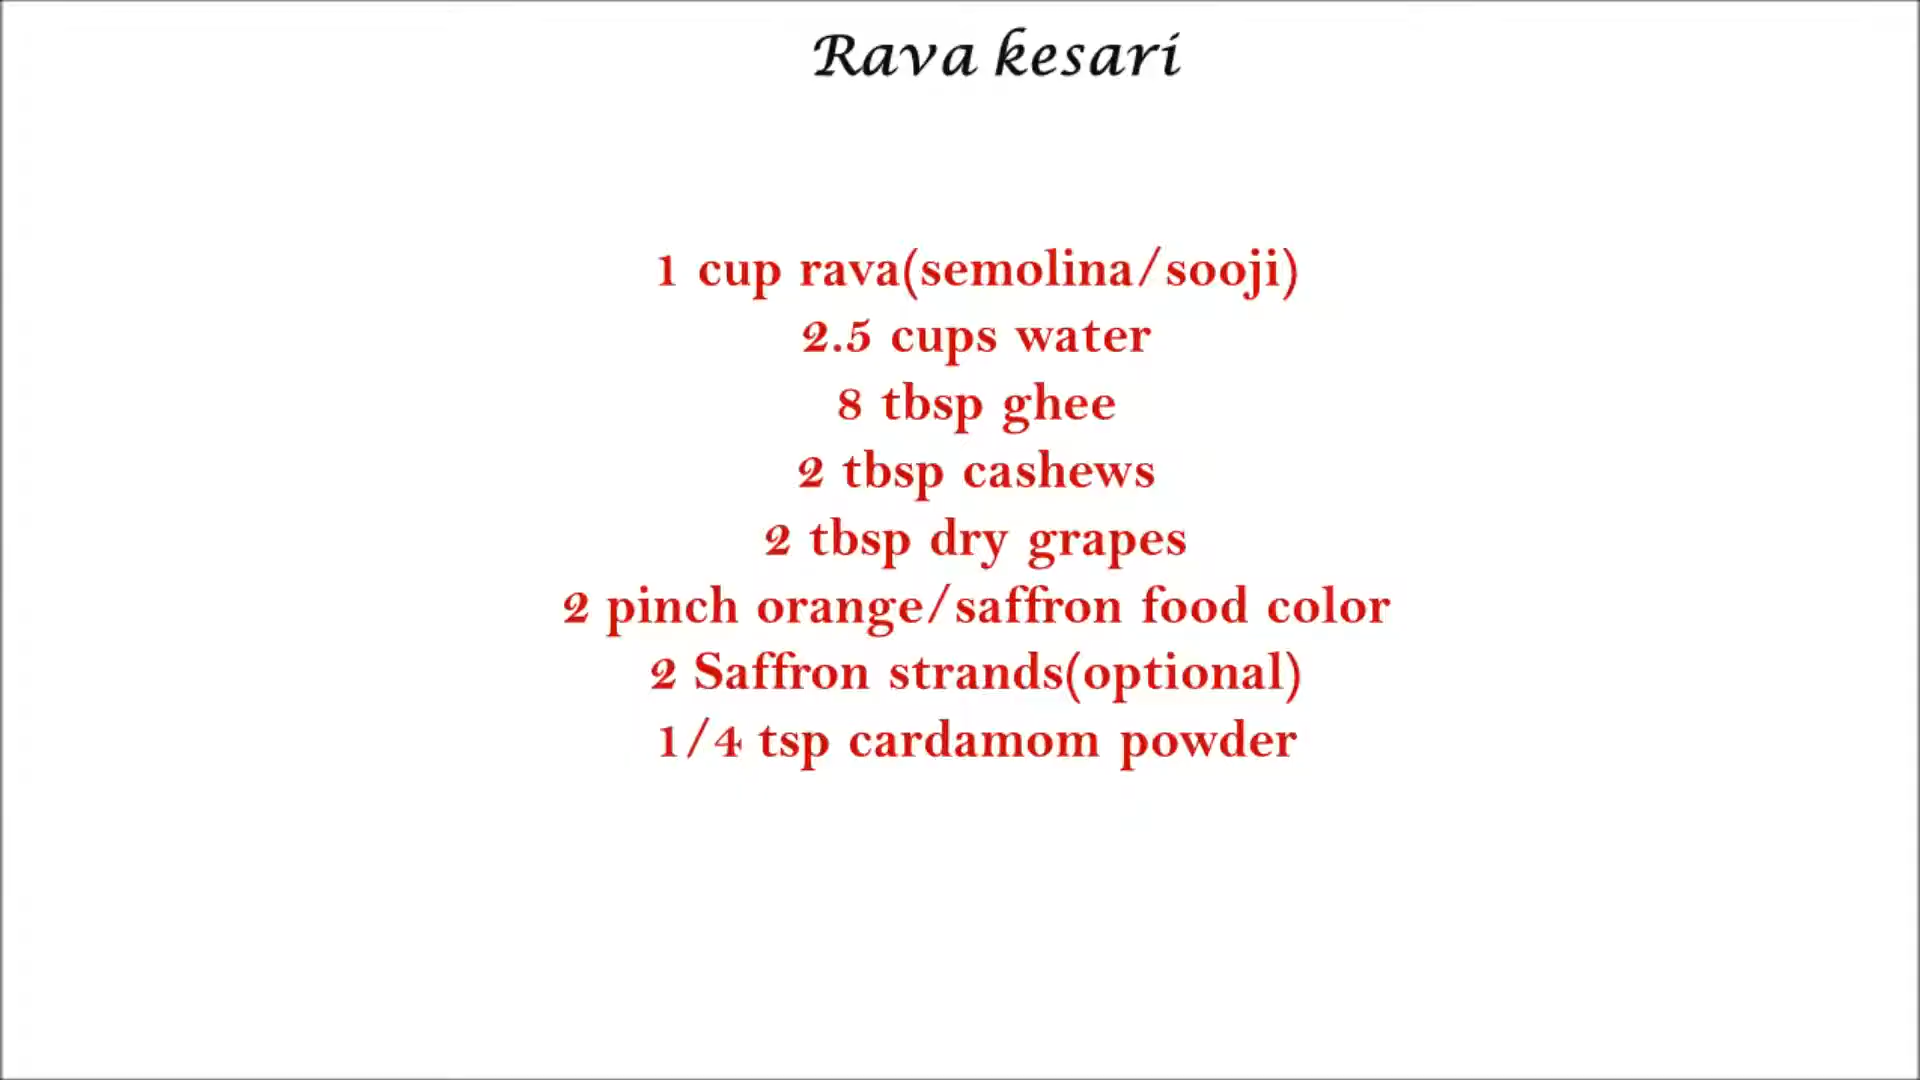 Rava kesari
1 cup rava(semolina/sooji)
2.5 cups water
8 tbsp ghee
2 tbsp cashews
2 tbsp dry grapes
2 pinch orange/saffron food color
2 Saffron strands(optional)
1/4 tsp cardamom powder